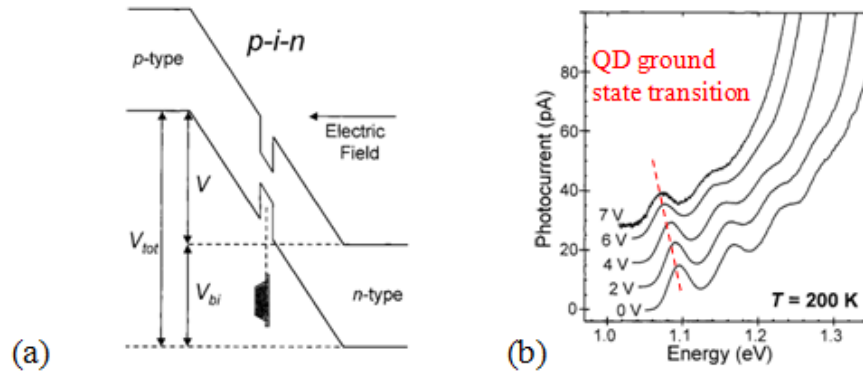 p-i-n
p-type
Electric
Field
V
V_tot
V_bi
n-type
(a)
QD ground
state transition
Photocurrent (pA)
80
60
40
20
0
7 V
6 V
4 V
2 V
0 V
T = 200 K
1.0 1.1 1.2 1.3
Energy (eV)
(b)